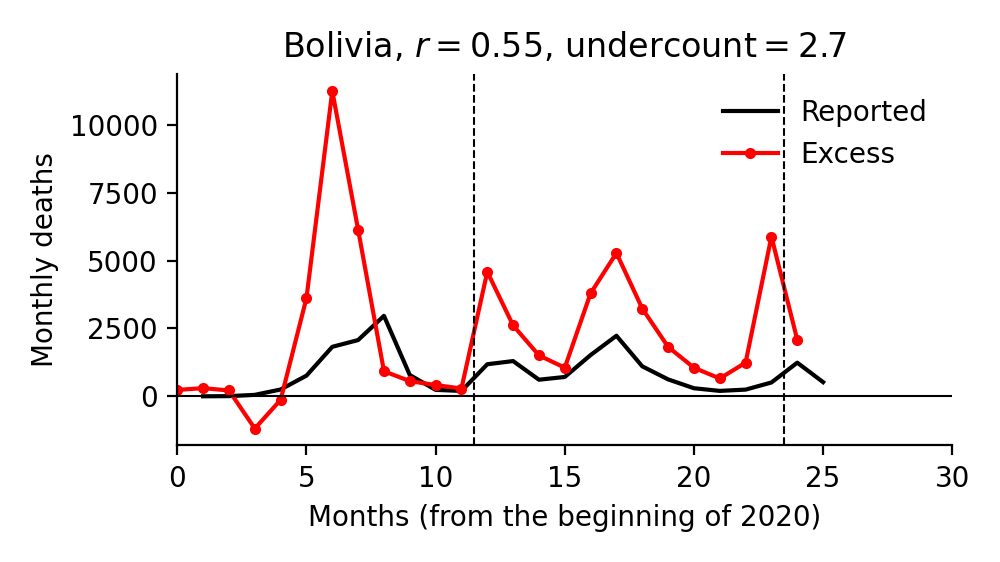 Bolivia, r = 0.55, undercount = 2.7
Reported
Excess
Monthly deaths
10000
7500
5000
2500
0
0 5 10 15 20 25 30
Months (from the beginning of 2020)